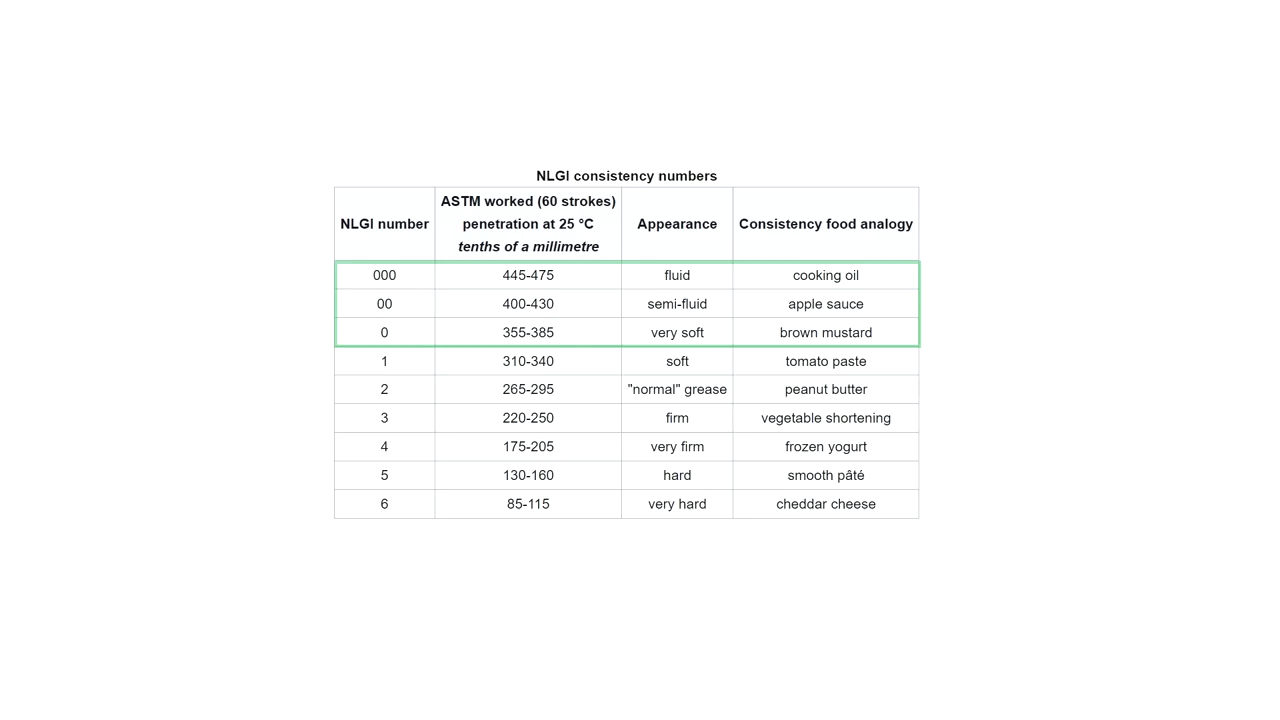 NLGI consistency numbers
NLGI number | ASTM worked (60 strokes) penetration at 25 °C tenths of a millimetre | Appearance | Consistency food analogy
000 | 445-475 | fluid | cooking oil
00 | 400-430 | semi-fluid | apple sauce
0 | 355-385 | very soft | brown mustard
1 | 310-340 | soft | tomato paste
2 | 265-295 | "normal" grease | peanut butter
3 | 220-250 | firm | vegetable shortening
4 | 175-205 | very firm | frozen yogurt
5 | 130-160 | hard | smooth pâté
6 | 85-115 | very hard | cheddar cheese